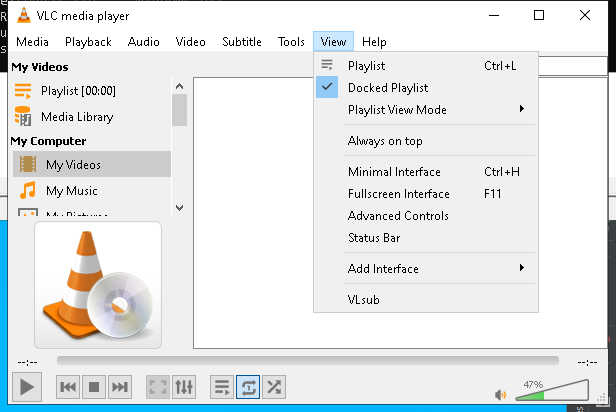 VLC media player
Media Playback Audio Video Subtitle Tools View Help
My Videos
Playlist [00:00]
Media Library
My Computer
My Videos
My Music
My Pictures
Playlist Ctrl+L
Docked Playlist
Playlist View Mode
Always on top
Minimal Interface Ctrl+H
Fullscreen Interface F11
Advanced Controls
Status Bar
Add Interface
VLsub
--:-- --:--
47%